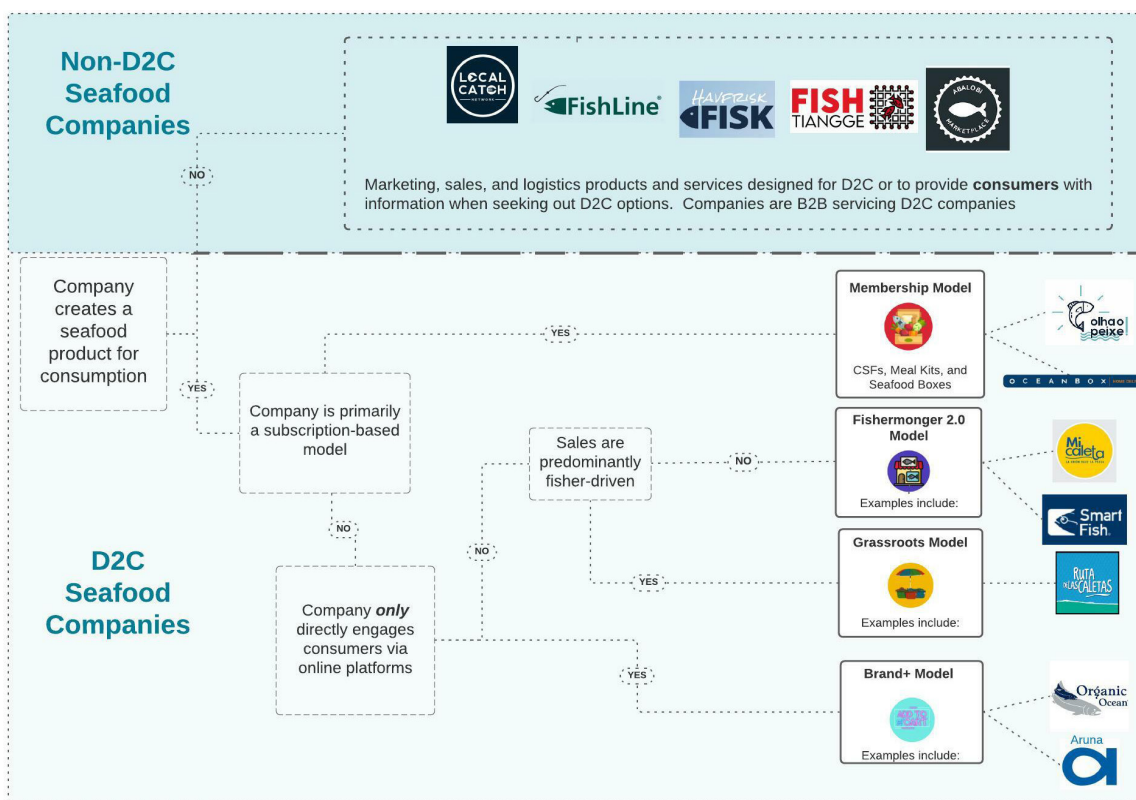 Non-D2C
Seafood
Companies
LOCAL
CATCH
NETWORK
FishLine®
HAVFRISK
FISK
FISH
TIANGGE
ABALOBI
MARKETPLACE
NO
Marketing, sales, and logistics products and services designed for D2C or to provide consumers with
information when seeking out D2C options. Companies are B2B servicing D2C companies
Company
creates a
seafood
product for
consumption
YES
Company is primarily
a subscription-based
model
YES
Membership Model
CSFs, Meal Kits, and
Seafood Boxes
olhao
peixe!
OCEANBOX
NO
Company only
directly engages
consumers via
online platforms
NO
Sales are
predominantly
fisher-driven
NO
Fishermonger 2.0
Model
Examples include:
Mi
caleta
Smart
Fish
YES
Grassroots Model
Examples include:
RUTA
DE LAS CALETAS
YES
Brand+ Model
ADD TO
CART
Examples include:
Organic
Ocean
Aruna
D2C
Seafood
Companies